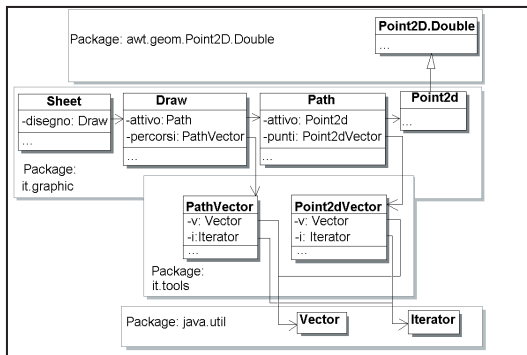 Package: awt.geom.Point2D.Double
Point2D.Double
...
Sheet
-disegno: Draw
...
Draw
-attivo: Path
-percorsi: PathVector
...
Path
-attivo: Point2d
-punti: Point2dVector
...
Point2d
...
Package:
it.graphic
PathVector
-v: Vector
-i:Iterator
...
Point2dVector
-v: Vector
-i: Iterator
...
Package:
it.tools
Package: java.util
Vector
Iterator